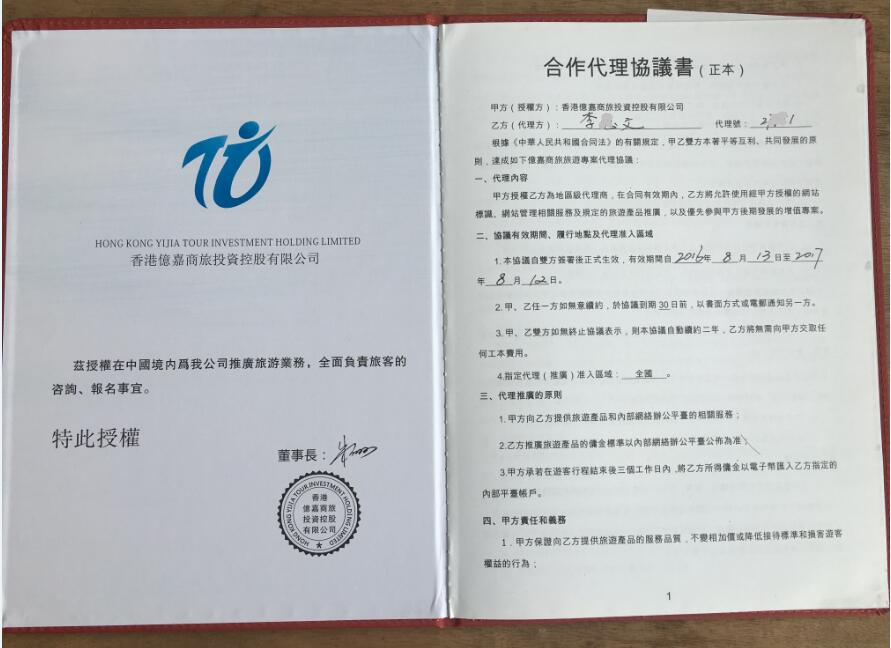 HONG KONG YIJIA TOUR INVESTMENT HOLDING LIMITED
香港億嘉商旅投資控股有限公司
茲授權在中國境内爲我公司推廣旅游業務，全面負責旅客的
咨詢、報名事宜。
特此授權
董事長：
HONG KONG YIJIA TOUR INVESTMENT HOLDING LIMITED
香港
億嘉商旅
投資控股
有限公司
合作代理協議書（正本）
甲方（授權方）：香港億嘉商旅投資控股有限公司
乙方（代理方）：李 文 代理號：2 1
根據《中華人民共和國合同法》的有關規定，甲乙雙方本著平等互利、共同發展的原
則，達成如下億嘉商旅旅遊專案代理協議：
一、代理內容
甲方授權乙方為地區級代理商，在合同有效期內，乙方將允許使用經甲方授權的網站
標識、網站管理相關服務及規定的旅遊產品推廣，以及優先參與甲方後期發展的增值專案。
二、協議有效期間、履行地點及代理准入區域
1.本協議自雙方簽署後正式生效，有效期間自2016年 8 月 13 日至 2017
年 8 月 12 日。
2.甲、乙任一方如無意續約，於協議到期 30 日前，以書面方式或電郵通知另一方。
3.甲、乙雙方如無終止協議表示，則本協議自動續約二年，乙方將無需向甲方交取任
何工本費用。
4.指定代理（推廣）准入區域：全國。
三、代理推廣的原則
1.甲方向乙方提供旅遊產品和內部網絡辦公平臺的相關服務；
2.乙方推廣旅遊產品的傭金標準以內部網絡辦公平臺公佈為准；
3.甲方承若在遊客行程結束後三個工作日內，將乙方所得傭金以電子幣匯入乙方指定的
內部平臺帳戶。
四、甲方責任和義務
1．甲方保證向乙方提供旅遊產品的服務品質，不變相加價或降低接待標準和損害遊客
權益的行為；
1